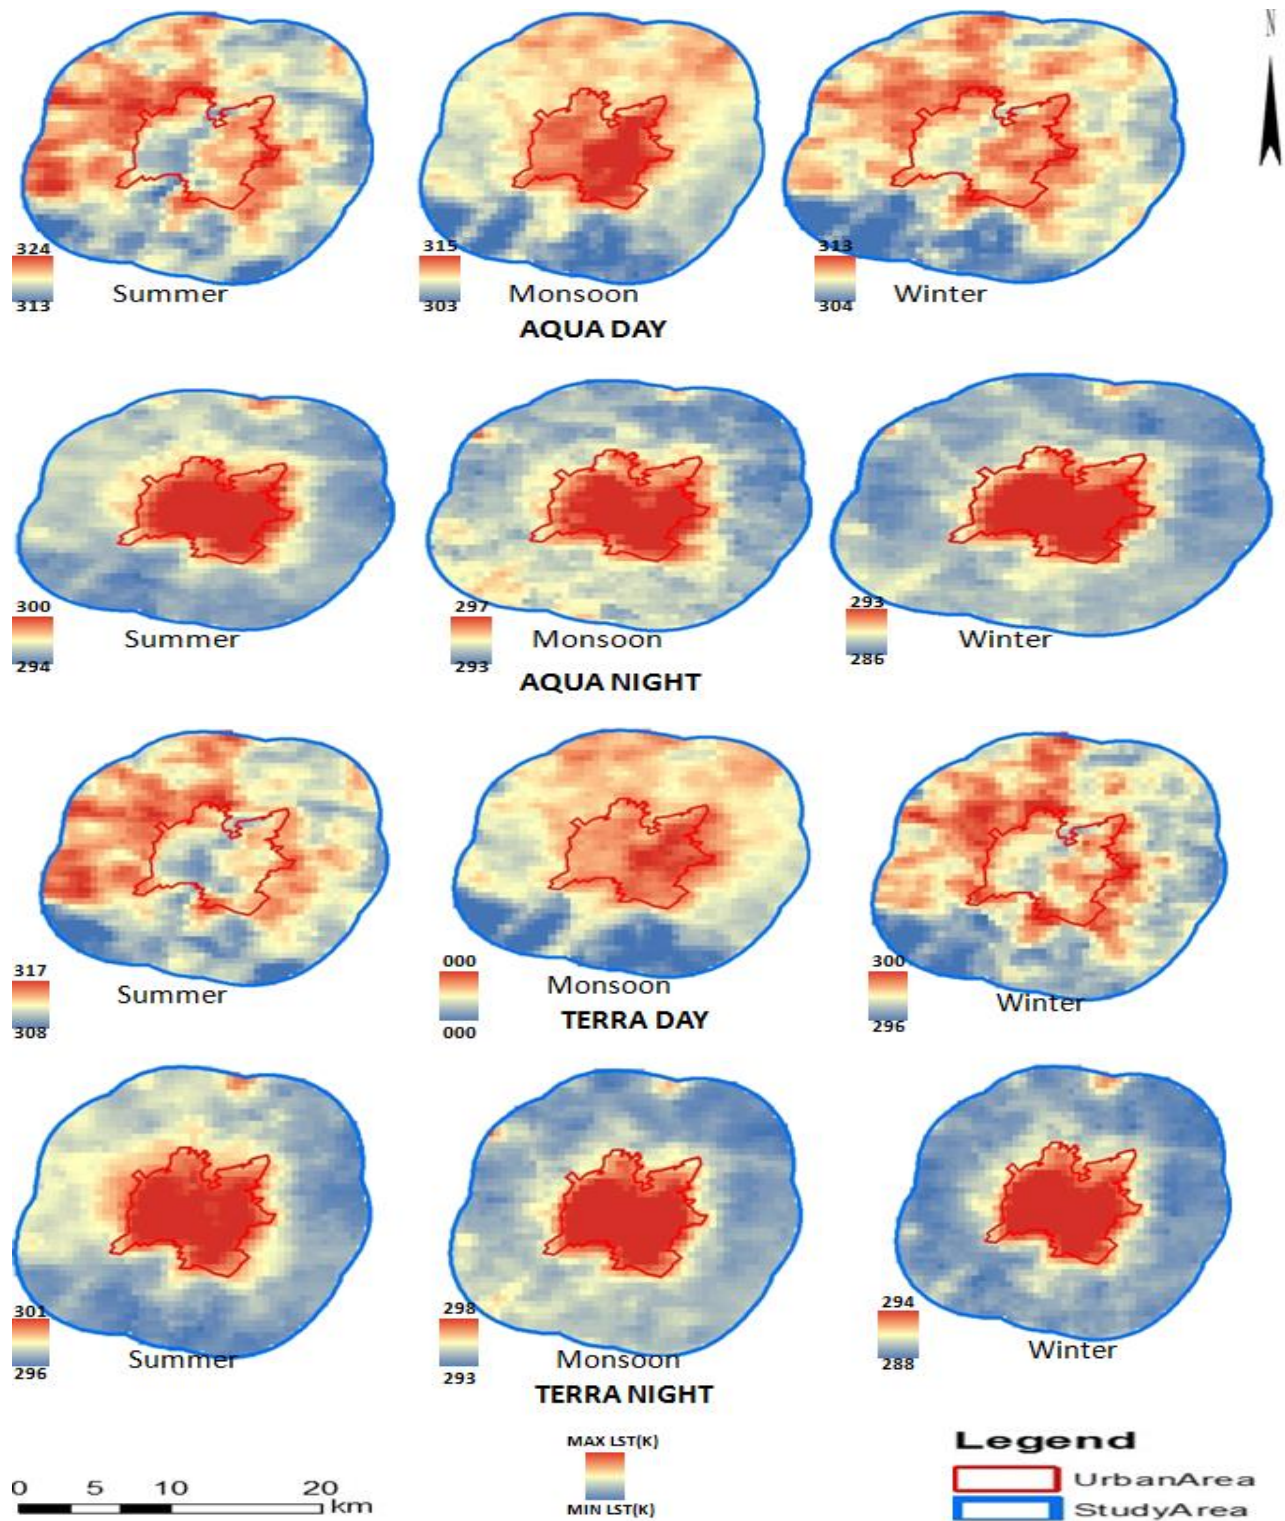 N
324
313
Summer
315
303
Monsoon
313
304
Winter
AQUA DAY
300
294
Summer
297
293
Monsoon
293
286
Winter
AQUA NIGHT
317
308
Summer
000
000
Monsoon
300
296
Winter
TERRA DAY
301
296
Summer
298
293
Monsoon
294
288
Winter
TERRA NIGHT
0 5 10 20
km
MAX LST(K)
MIN LST(K)
Legend
UrbanArea
StudyArea